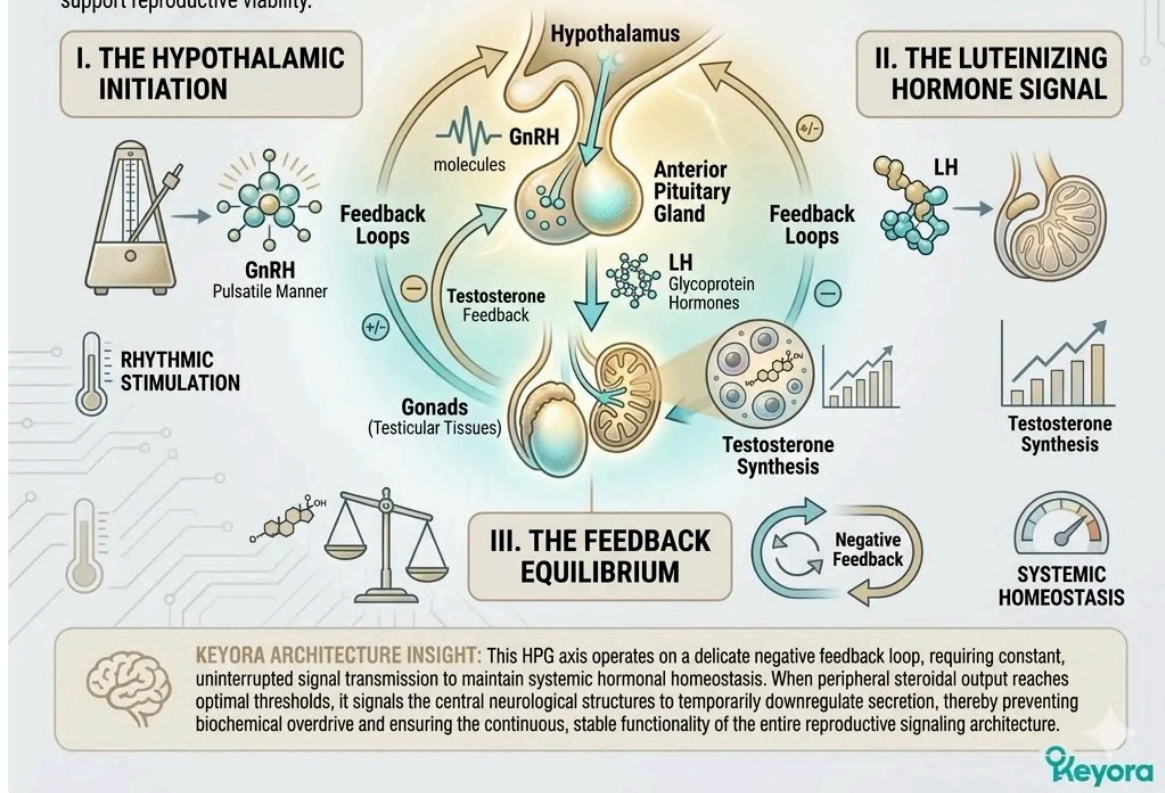 support reproductive viability.
I. THE HYPOTHALAMIC
INITIATION
Hypothalamus
II. THE LUTEINIZING
HORMONE SIGNAL
GnRH
molecules
Anterior
Pituitary
Gland
+/-
LH
Feedback
Loops
Feedback
Loops
GnRH
Pulsatile Manner
LH
Glycoprotein
Hormones
−
Testosterone
Feedback
−
+/-
RHYTHMIC
STIMULATION
Gonads
(Testicular Tissues)
Testosterone
Synthesis
Testosterone
Synthesis
OH
III. THE FEEDBACK
EQUILIBRIUM
Negative
Feedback
SYSTEMIC
HOMEOSTASIS
KEYORA ARCHITECTURE INSIGHT: This HPG axis operates on a delicate negative feedback loop, requiring constant,
uninterrupted signal transmission to maintain systemic hormonal homeostasis. When peripheral steroidal output reaches
optimal thresholds, it signals the central neurological structures to temporarily downregulate secretion, thereby preventing
biochemical overdrive and ensuring the continuous, stable functionality of the entire reproductive signaling architecture.
Keyora